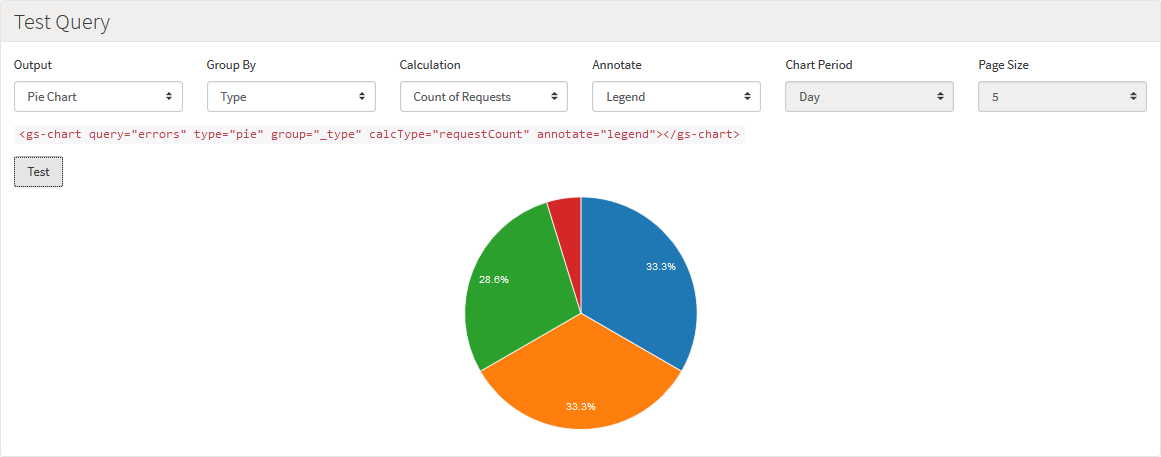 Test Query
Output Group By Calculation Annotate Chart Period Page Size
Pie Chart Type Count of Requests Legend Day 5
<gs-chart query="errors" type="pie" group="_type" calcType="requestCount" annotate="legend"></gs-chart>
Test
33.3%
28.6%
33.3%